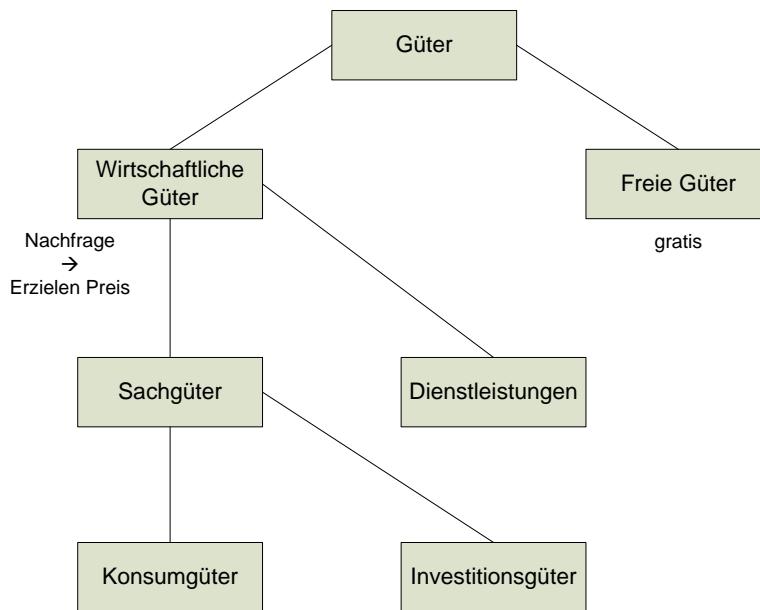 Güter
Wirtschaftliche
Güter
Freie Güter
Nachfrage
→
Erzielen Preis
gratis
Sachgüter
Dienstleistungen
Konsumgüter
Investitionsgüter